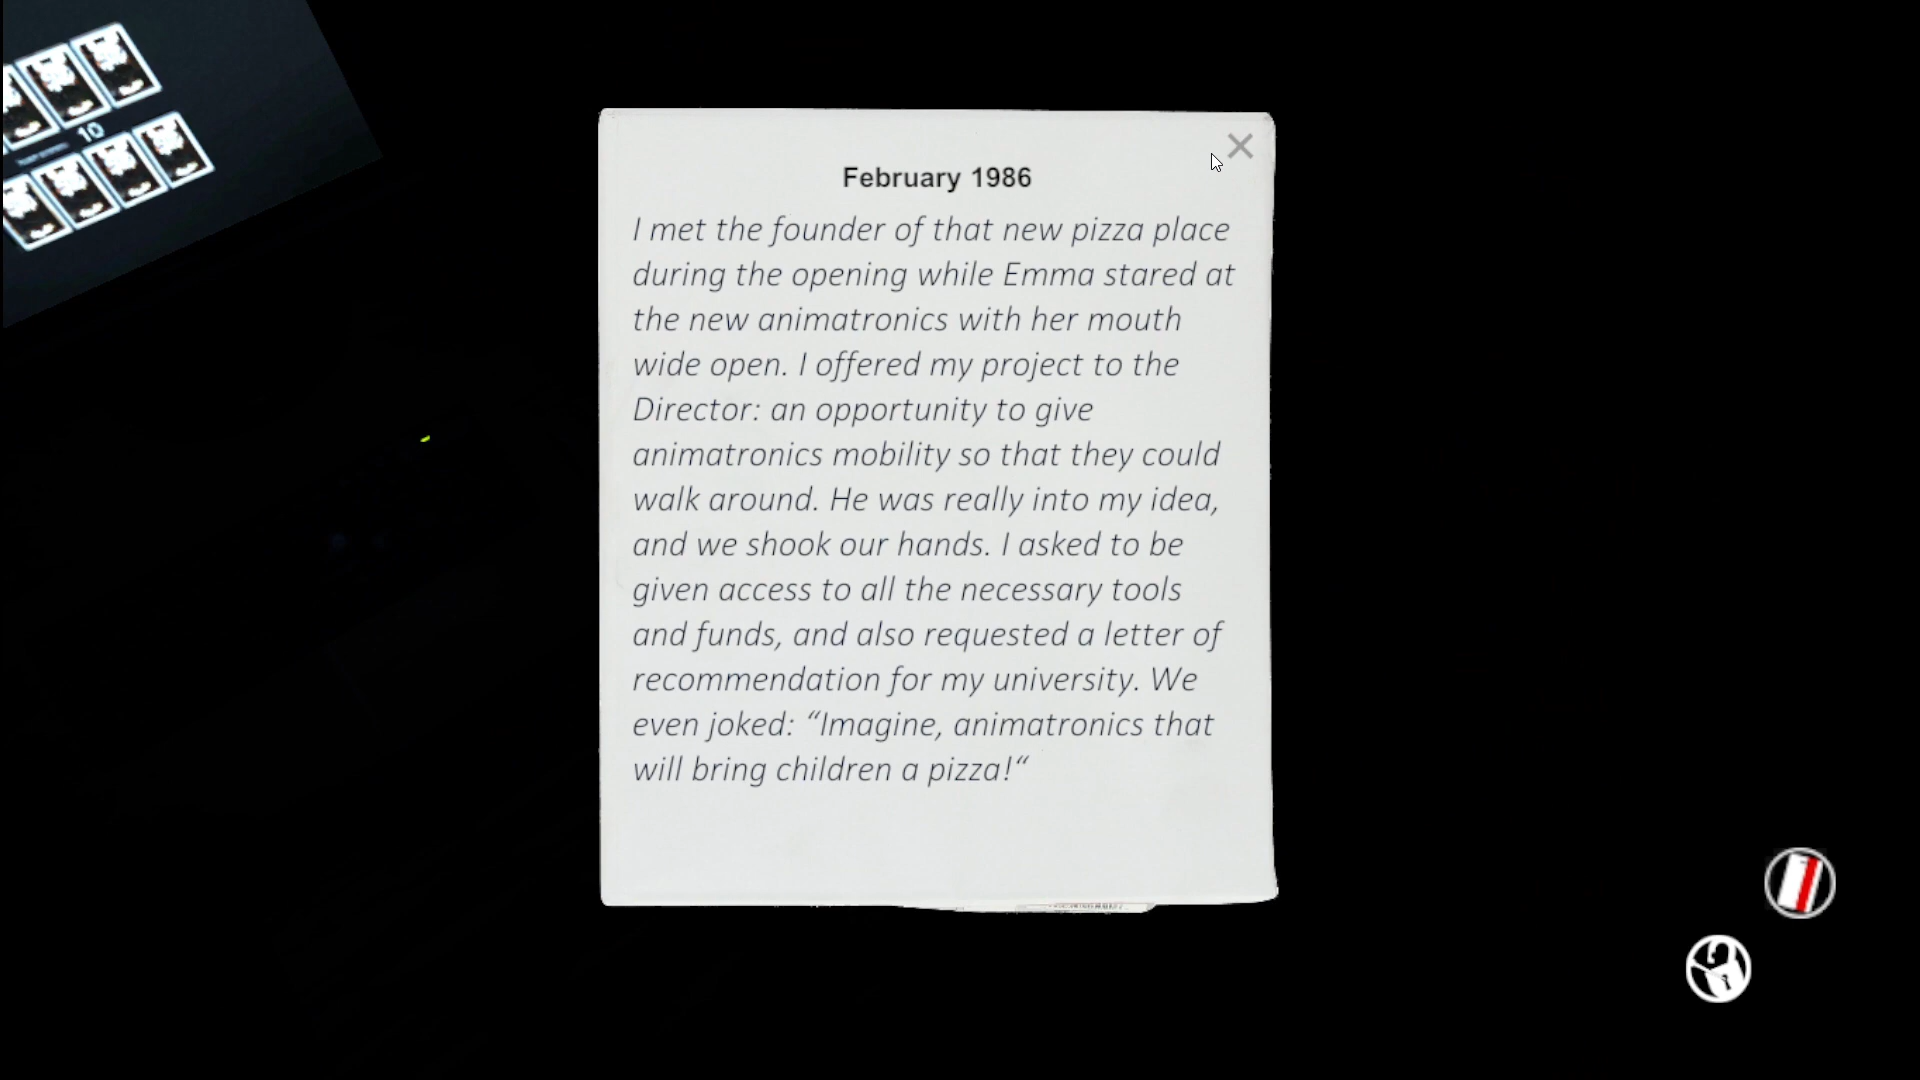 10
February 1986
I met the founder of that new pizza place
during the opening while Emma stared at
the new animatronics with her mouth
wide open. I offered my project to the
Director: an opportunity to give
animatronics mobility so that they could
walk around. He was really into my idea,
and we shook our hands. I asked to be
given access to all the necessary tools
and funds, and also requested a letter of
recommendation for my university. We
even joked: “Imagine, animatronics that
will bring children a pizza!“